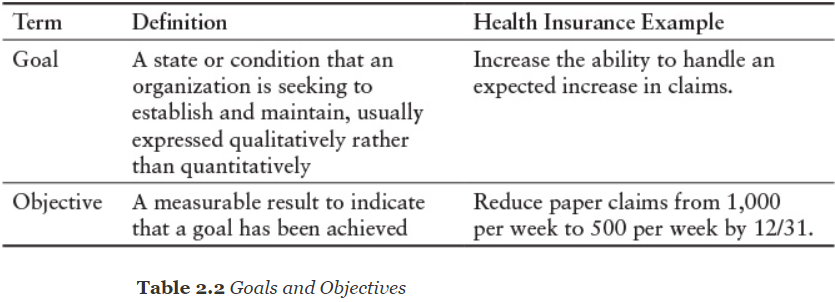 Term Definition Health Insurance Example
Goal A state or condition that an Increase the ability to handle an
organization is seeking to expected increase in claims.
establish and maintain, usually
expressed qualitatively rather
than quantitatively
Objective A measurable result to indicate Reduce paper claims from 1,000
that a goal has been achieved per week to 500 per week by 12/31.
Table 2.2 Goals and Objectives